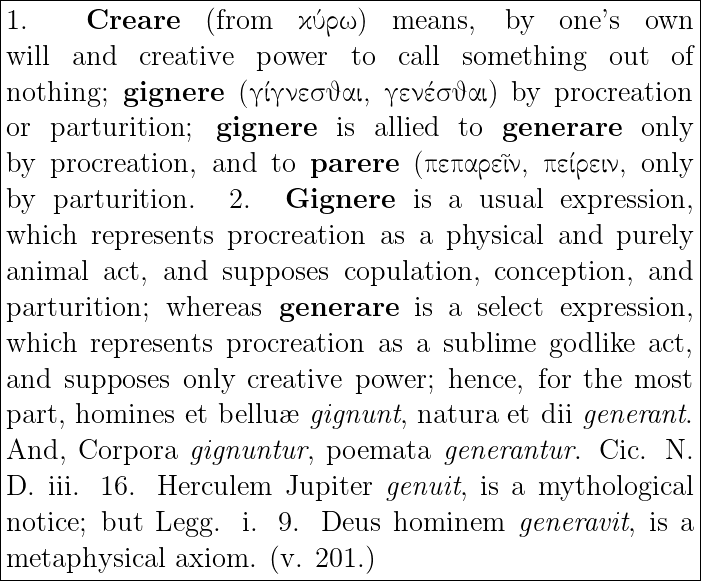 1. Creare (from κύρω) means, by one's own
will and creative power to call something out of
nothing; gignere (γίγνεσθαι, γενέσθαι) by procreation
or parturition; gignere is allied to generare only
by procreation, and to parere (πεπαρεῖν, πείρειν, only
by parturition. 2. Gignere is a usual expression,
which represents procreation as a physical and purely
animal act, and supposes copulation, conception, and
parturition; whereas generare is a select expression,
which represents procreation as a sublime godlike act,
and supposes only creative power; hence, for the most
part, homines et belluæ gignunt, natura et dii generant.
And, Corpora gignuntur, poemata generantur. Cic. N.
D. iii. 16. Herculem Jupiter genuit, is a mythological
notice; but Legg. i. 9. Deus hominem generavit, is a
metaphysical axiom. (v. 201.)